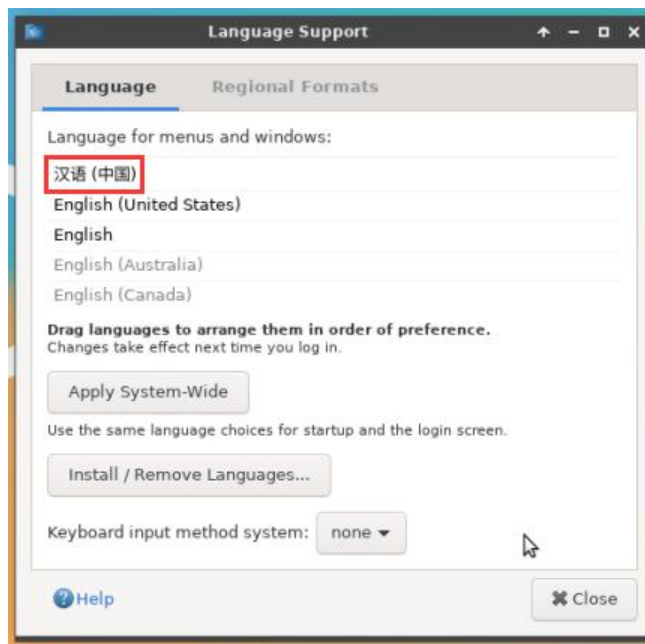 Language Support
Language Regional Formats
Language for menus and windows:
汉语 (中国)
English (United States)
English
English (Australia)
English (Canada)
Drag languages to arrange them in order of preference.
Changes take effect next time you log in.
Apply System-Wide
Use the same language choices for startup and the login screen.
Install / Remove Languages...
Keyboard input method system: none
Help Close